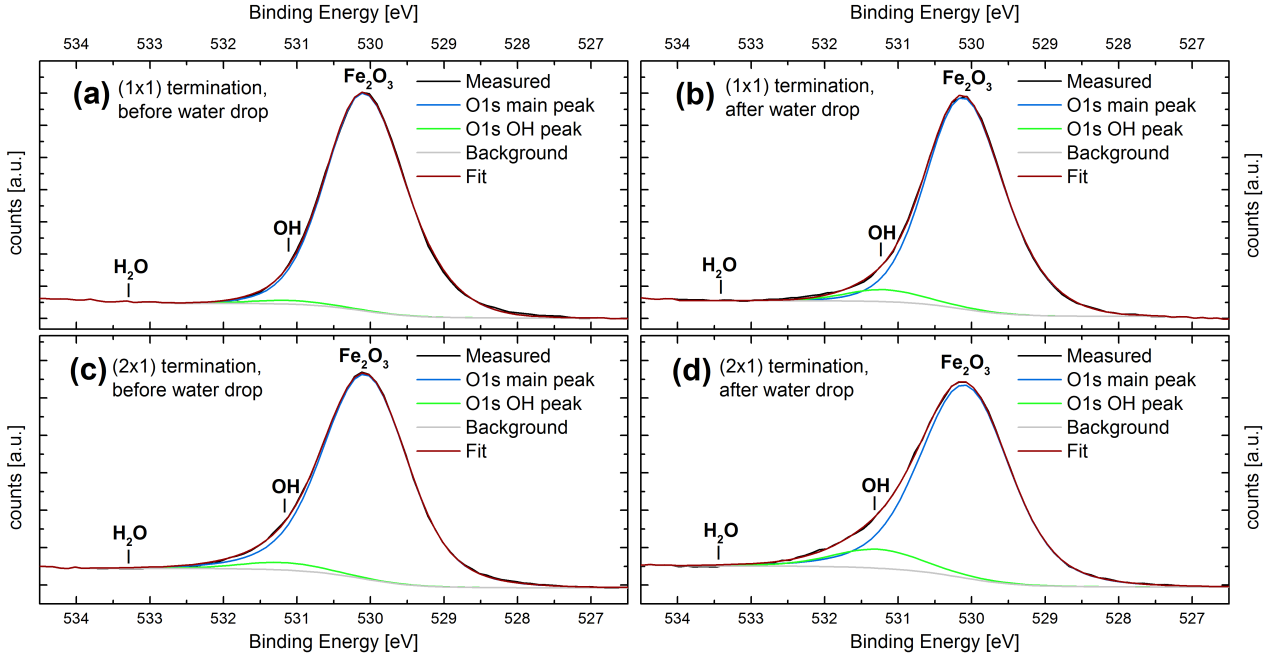 Binding Energy [eV]
Binding Energy [eV]
534 533 532 531 530 529 528 527
534 533 532 531 530 529 528 527
counts [a.u.]
(a) (1x1) termination,
before water drop
Fe₂O₃
OH
H₂O
Measured
O1s main peak
O1s OH peak
Background
Fit
(b) (1x1) termination,
after water drop
Fe₂O₃
OH
H₂O
Measured
O1s main peak
O1s OH peak
Background
Fit
counts [a.u.]
counts [a.u.]
(c) (2x1) termination,
before water drop
Fe₂O₃
OH
H₂O
Measured
O1s main peak
O1s OH peak
Background
Fit
(d) (2x1) termination,
after water drop
Fe₂O₃
OH
H₂O
Measured
O1s main peak
O1s OH peak
Background
Fit
counts [a.u.]
534 533 532 531 530 529 528 527
534 533 532 531 530 529 528 527
Binding Energy [eV]
Binding Energy [eV]